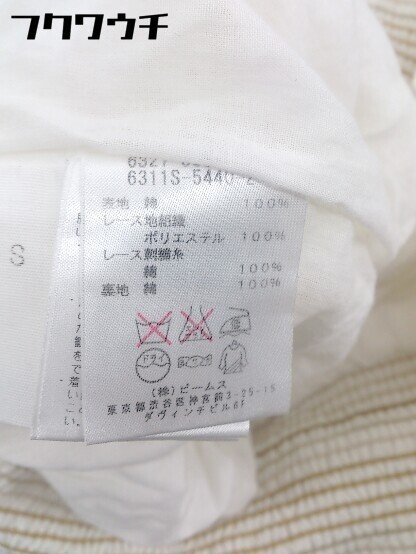 フクワウチ
6311S-5440
表地 綿 100%
レース地組織
ポリエステル 100%
レース刺繍糸
綿 100%
裏地 綿 100%
ドライ
(株)ビームス
東京都渋谷区神宮前3-25-15
ダヴィンチビル6F
S